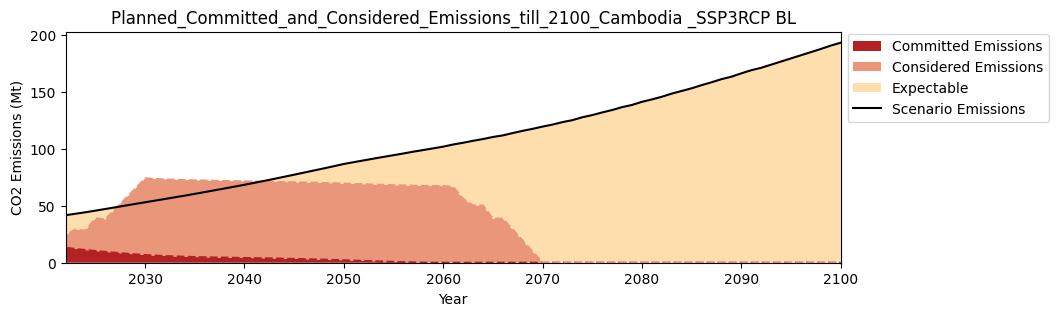 Planned_Committed_and_Considered_Emissions_till_2100_Cambodia _SSP3RCP BL
CO2 Emissions (Mt)
200
150
100
50
0
2030 2040 2050 2060 2070 2080 2090 2100
Year
Committed Emissions
Considered Emissions
Expectable
Scenario Emissions